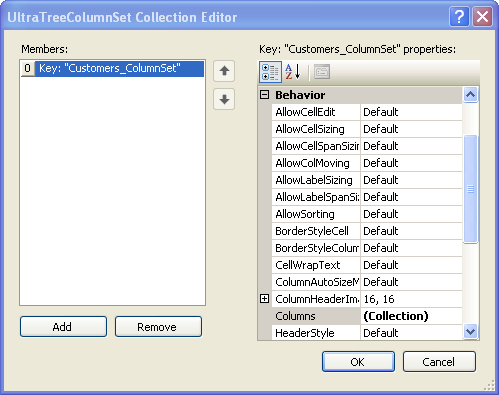 UltraTreeColumnSet Collection Editor
Members:
0 Key: "Customers_ColumnSet"
Add Remove
Key: "Customers_ColumnSet" properties:
Behavior
AllowCellEdit Default
AllowCellSizing Default
AllowCellSpanSizin Default
AllowColMoving Default
AllowLabelSizing Default
AllowLabelSpanSi Default
AllowSorting Default
BorderStyleCell Default
BorderStyleColum Default
CellWrapText Default
ColumnAutoSizeM Default
ColumnHeaderIma 16, 16
Columns (Collection)
HeaderStyle Default
OK Cancel